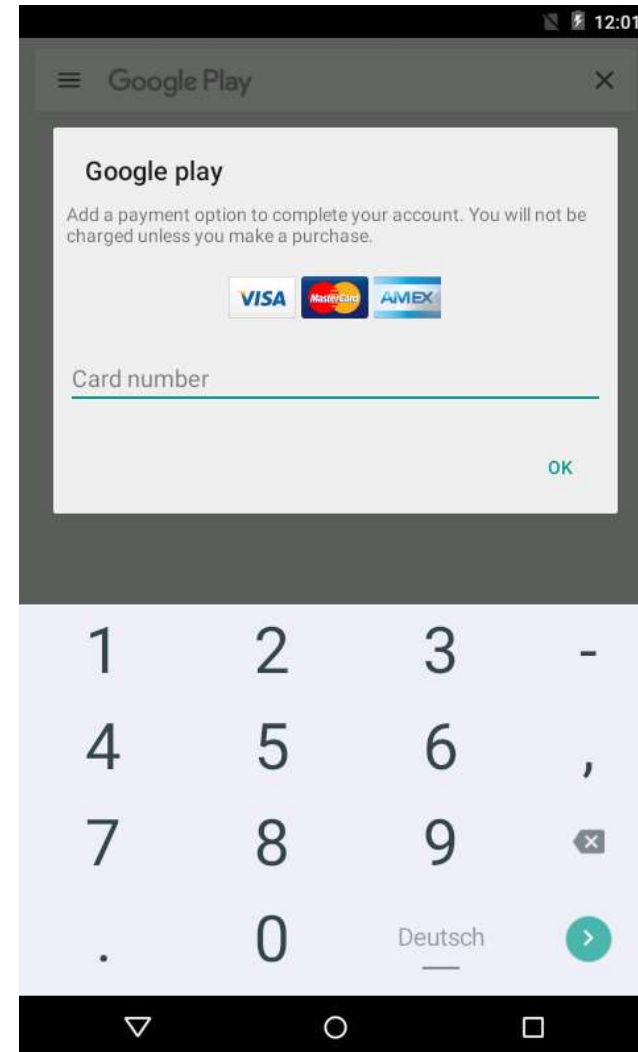 12:01
Google Play
Google play
Add a payment option to complete your account. You will not be
charged unless you make a purchase.
VISA MasterCard AMEX
Card number
OK
1 2 3 -
4 5 6 ,
7 8 9
. 0 Deutsch